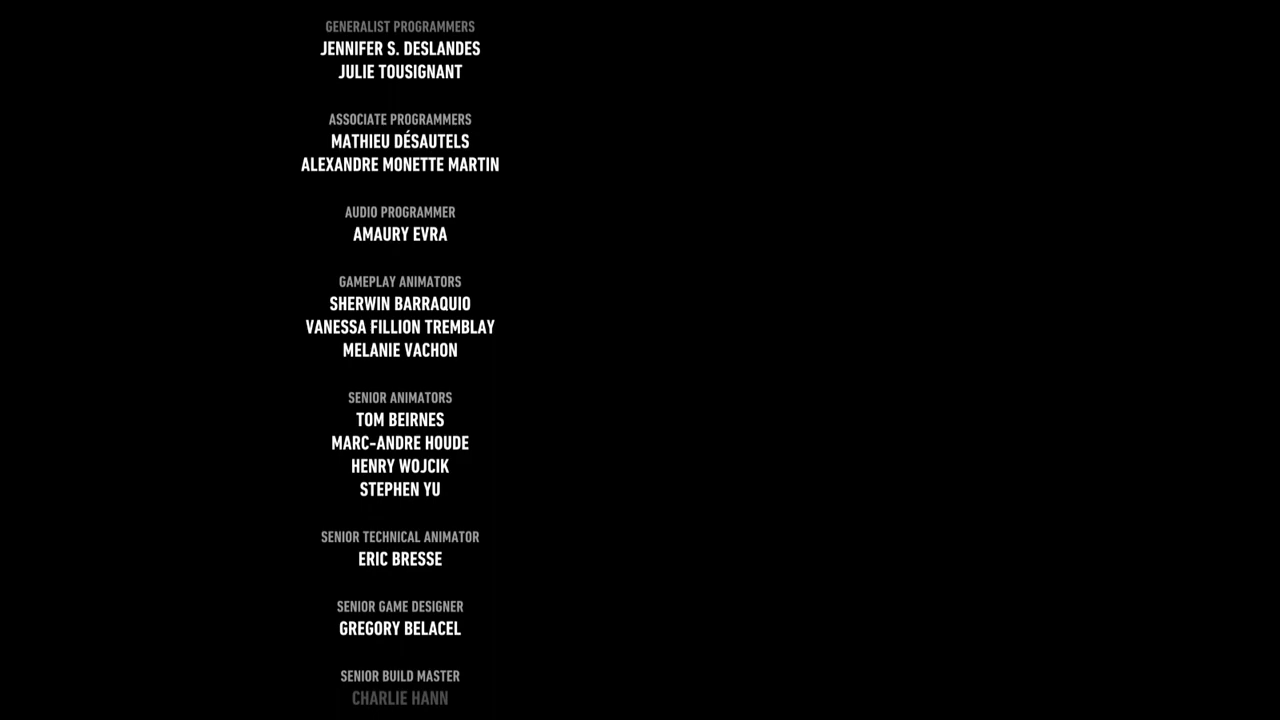 GENERALIST PROGRAMMERS
JENNIFER S. DESLANDES
JULIE TOUSIGNANT
ASSOCIATE PROGRAMMERS
MATHIEU DÉSAUTELS
ALEXANDRE MONETTE MARTIN
AUDIO PROGRAMMER
AMAURY EVRA
GAMEPLAY ANIMATORS
SHERWIN BARRAQUIO
VANESSA FILLION TREMBLAY
MELANIE VACHON
SENIOR ANIMATORS
TOM BEIRNES
MARC-ANDRE HOUDE
HENRY WOJCIK
STEPHEN YU
SENIOR TECHNICAL ANIMATOR
ERIC BRESSE
SENIOR GAME DESIGNER
GREGORY BELACEL
SENIOR BUILD MASTER
CHARLIE HANN